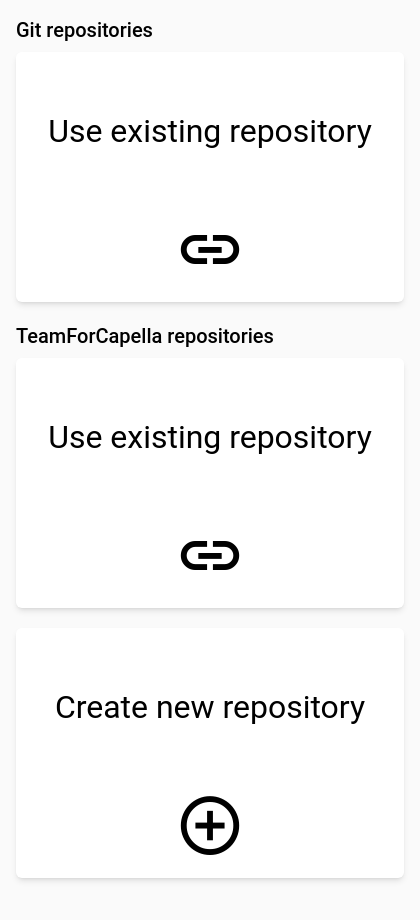 Git repositories
Use existing repository
TeamForCapella repositories
Use existing repository
Create new repository